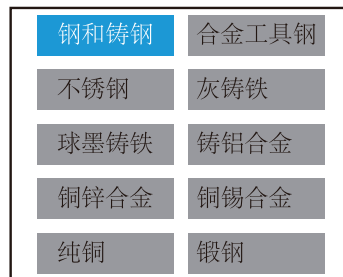 钢和铸钢 合金工具钢
不锈钢 灰铸铁
球墨铸铁 铸铝合金
铜锌合金 铜锡合金
纯铜 锻钢